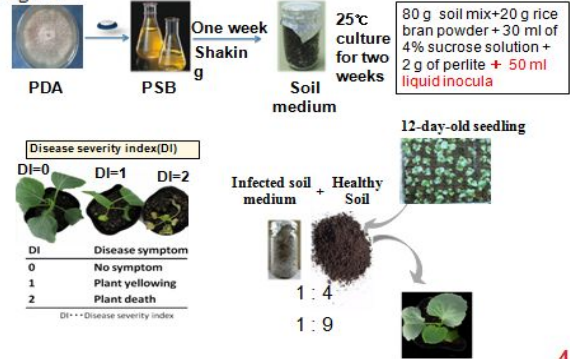 One week
Shakin
g
25℃
culture
for two
weeks
80 g soil mix+20 g rice
bran powder+30 ml of
4% sucrose solution +
2 g of perlite + 50 ml
liquid inocula
PDA
PSB
Soil
medium
12-day-old seedling
Disease severity index(DI)
DI=0
DI=1
DI=2
Infected soil
medium
+
Healthy
Soil
DI Disease symptom
0 No symptom
1 Plant yellowing
2 Plant death
DI···Disease severity index
1 : 4
1 : 9
4